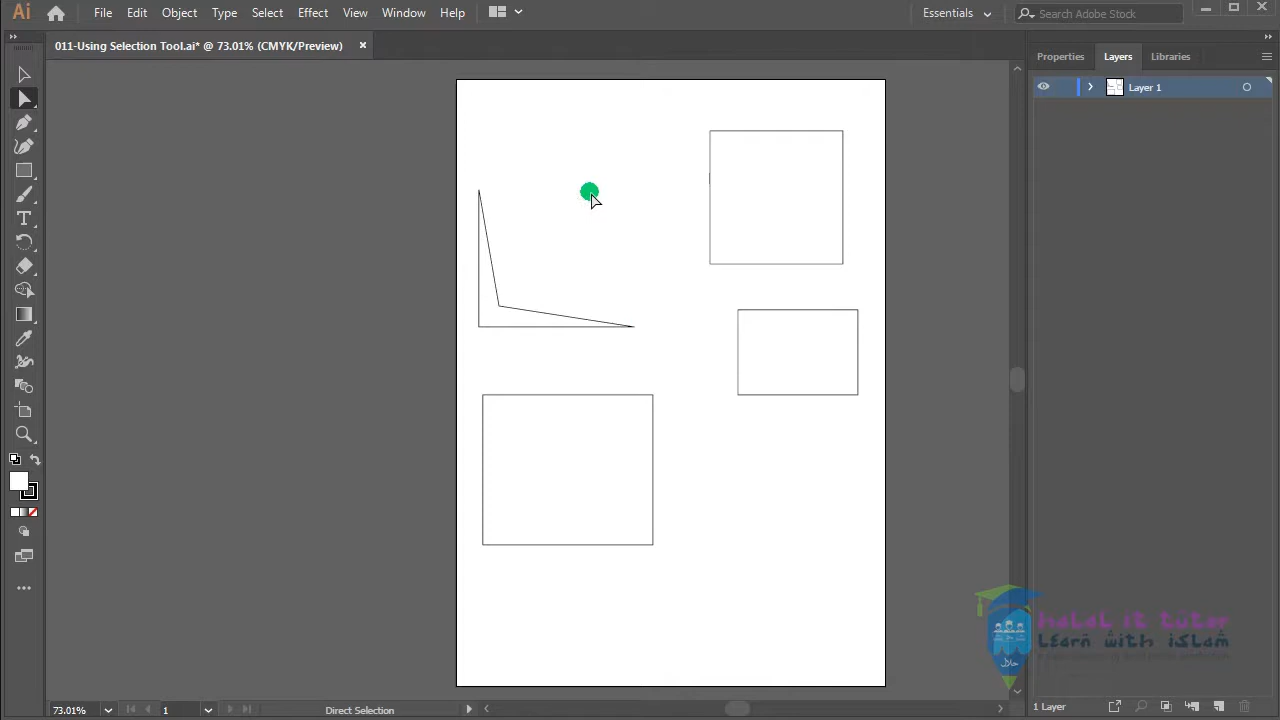 Ai File Edit Object Type Select Effect View Window Help Essentials Search Adobe Stock
011-Using Selection Tool.ai* @ 73.01% (CMYK/Preview) ×
Properties Layers Libraries
Layer 1
halal it tutor
Learn with islam
حلال
73.01% 1 Direct Selection
1 Layer